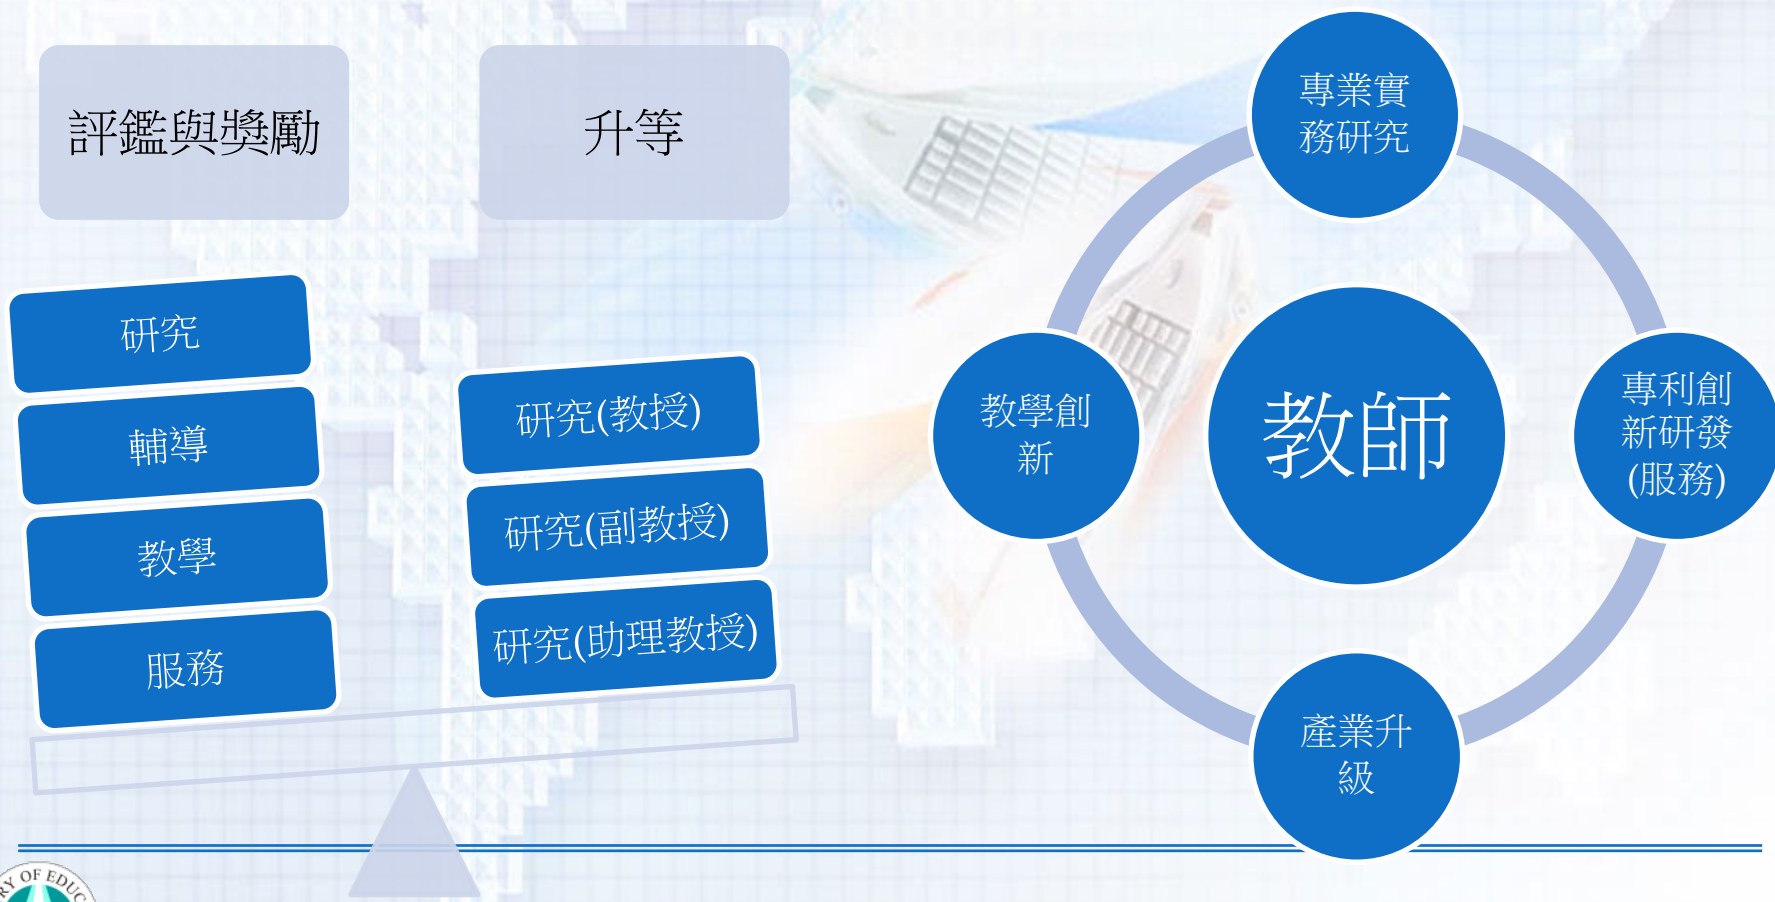 評鑑與獎勵
升等
研究
輔導
教學
服務
研究(教授)
研究(副教授)
研究(助理教授)
專業實
務研究
教學創
新
教師
專利創
新研發
(服務)
產業升
級
OF EDUC